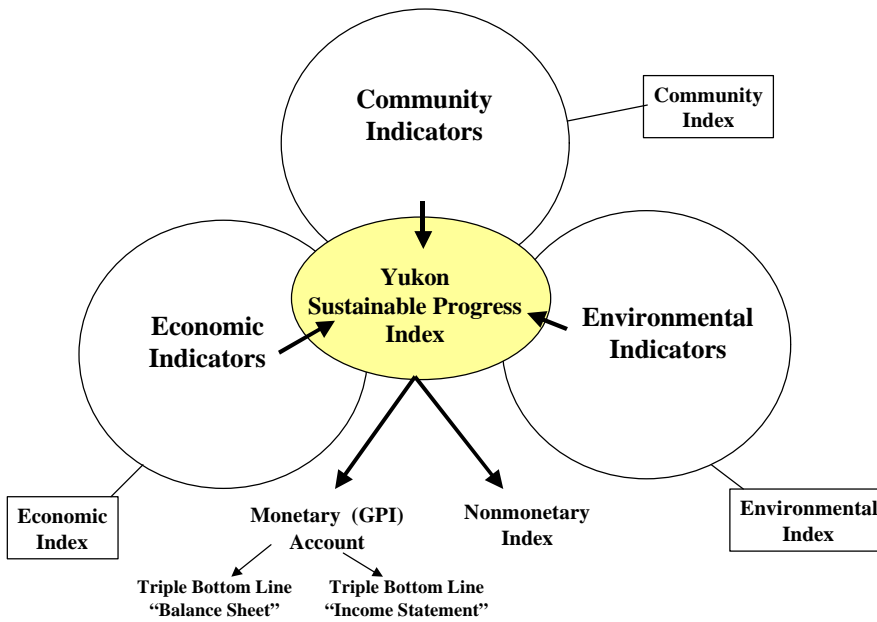 Community
Indicators
Community
Index
Yukon
Sustainable Progress
Index
Economic
Indicators
Environmental
Indicators
Economic
Index
Monetary (GPI)
Account
Nonmonetary
Index
Environmental
Index
Triple Bottom Line
“Balance Sheet”
Triple Bottom Line
“Income Statement”